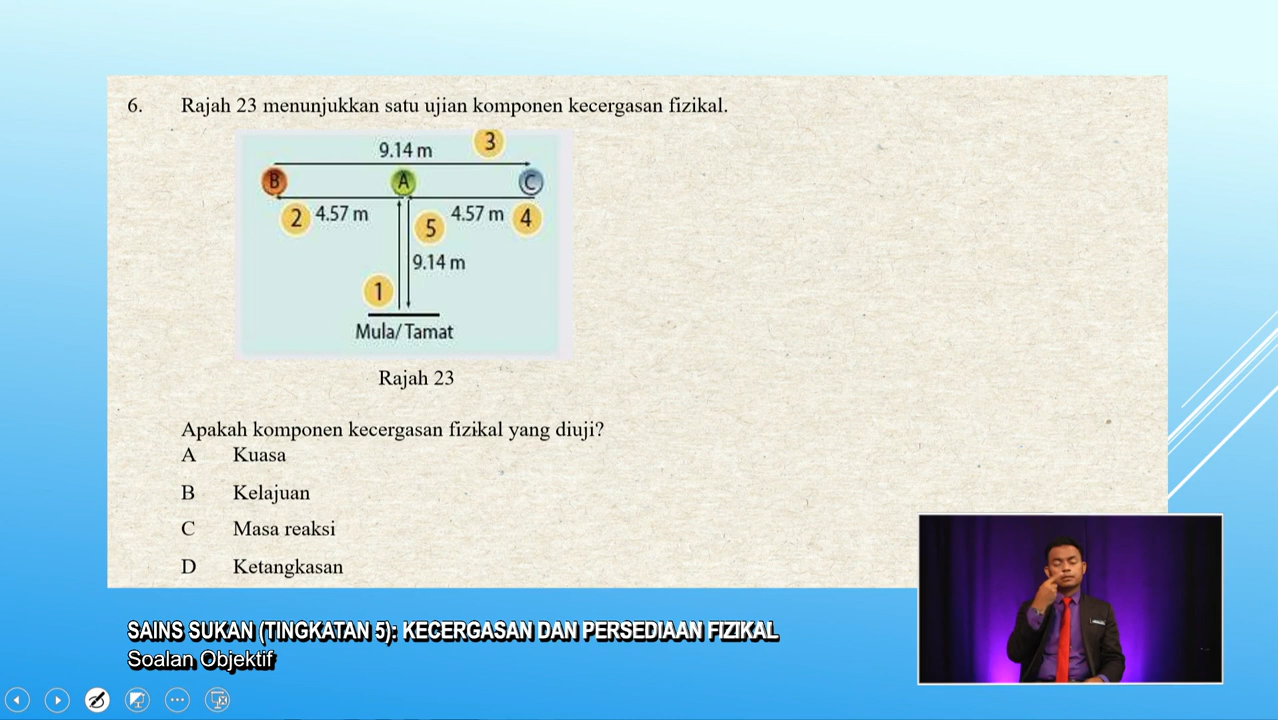 6. Rajah 23 menunjukkan satu ujian komponen kecergasan fizikal.
9.14 m 3
B A C
2 4.57 m 5 4.57 m 4
9.14 m
1
Mula/ Tamat
Rajah 23
Apakah komponen kecergasan fizikal yang diuji?
A Kuasa
B Kelajuan
C Masa reaksi
D Ketangkasan
SAINS SUKAN (TINGKATAN 5): KECERGASAN DAN PERSEDIAAN FIZIKAL
Soalan Objektif